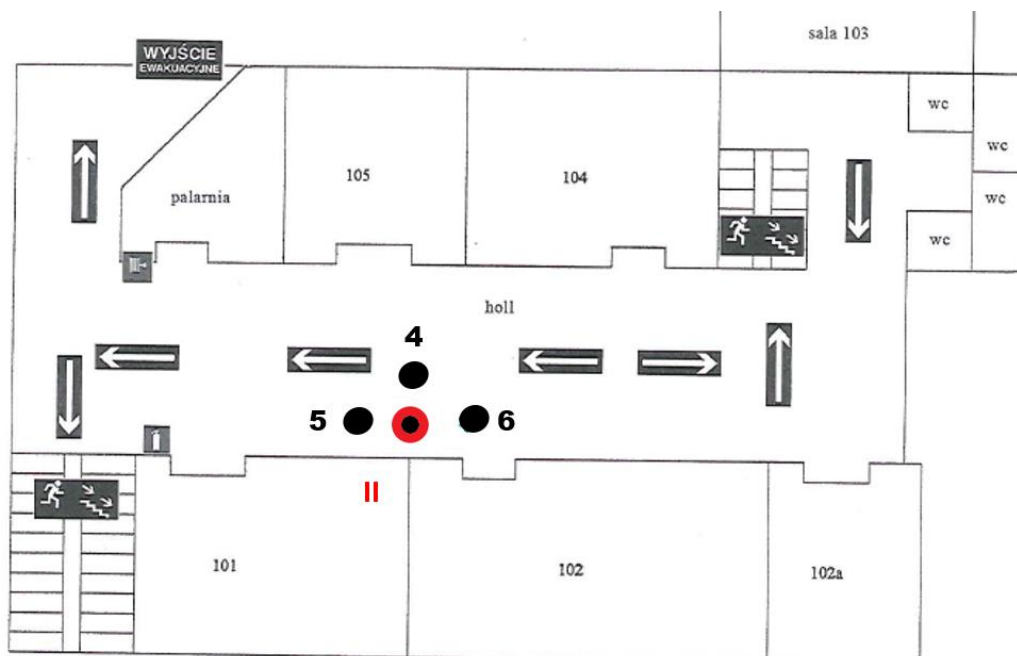 sala 103
WYJŚCIE
EWAKUACYJNE
wc
wc
105
104
palarnia
wc
wc
holl
4
5
6
II
101
102
102a